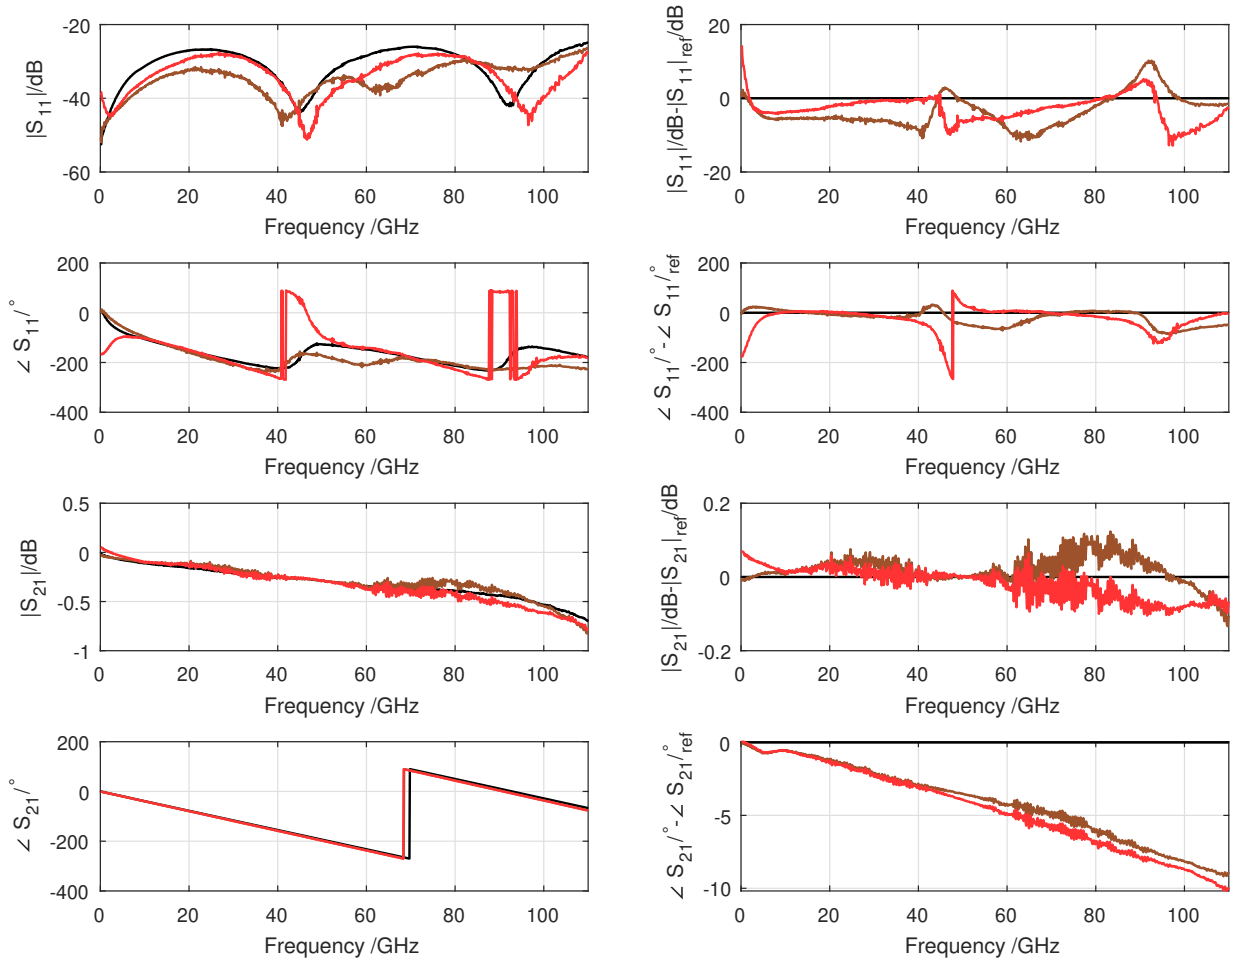 -20
-40
-60
|S11|/dB
0 20 40 60 80 100
Frequency /GHz
20
0
-20
|S11|/dB-|S11|ref/dB
0 20 40 60 80 100
Frequency /GHz
200
0
-200
-400
∠ S11/°
0 20 40 60 80 100
Frequency /GHz
200
0
-200
-400
∠ S11/°-∠ S11/°ref
0 20 40 60 80 100
Frequency /GHz
0.5
0
-0.5
-1
|S21|/dB
0 20 40 60 80 100
Frequency /GHz
0.2
0
-0.2
|S21|/dB-|S21|ref/dB
0 20 40 60 80 100
Frequency /GHz
200
0
-200
-400
∠ S21/°
0 20 40 60 80 100
Frequency /GHz
0
-5
-10
∠ S21/°-∠ S21/°ref
0 20 40 60 80 100
Frequency /GHz